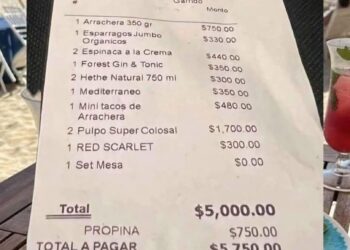 # Monto
1 Arrachera 350 gr $750.00
1 Esparragos Jumbo $330.00
Organicos
2 Espinaca a la Crema $440.00
1 Forest Gin & Tonic $350.00
2 Hethe Natural 750 ml $300.00
1 Mediterraneo $350.00
1 Mini tacos de $480.00
Arrachera
2 Pulpo Super Colosal $1,700.00
1 RED SCARLET $300.00
1 Set Mesa $0.00
Total $5,000.00
PROPINA $750.00
TOTAL A PAGAR $5,750.00